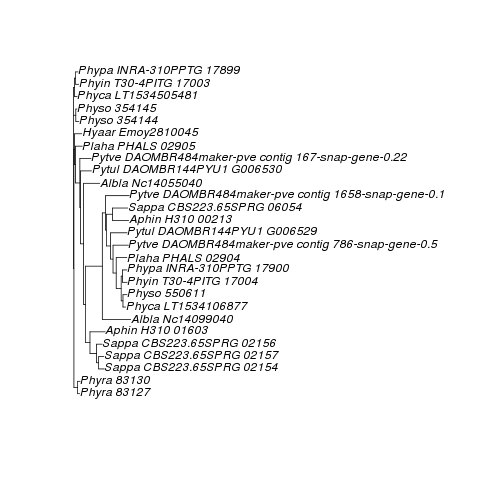 Phypa INRA-310PPTG 17899
Phyin T30-4PITG 17003
Phyca LT1534505481
Physo 354145
Physo 354144
Hyaar Emoy2810045
Plaha PHALS 02905
Pytve DAOMBR484maker-pve contig 167-snap-gene-0.22
Pytul DAOMBR144PYU1 G006530
Albla Nc14055040
Pytve DAOMBR484maker-pve contig 1658-snap-gene-0.1
Sappa CBS223.65SPRG 06054
Aphin H310 00213
Pytul DAOMBR144PYU1 G006529
Pytve DAOMBR484maker-pve contig 786-snap-gene-0.5
Plaha PHALS 02904
Phypa INRA-310PPTG 17900
Phyin T30-4PITG 17004
Physo 550611
Phyca LT1534106877
Albla Nc14099040
Aphin H310 01603
Sappa CBS223.65SPRG 02156
Sappa CBS223.65SPRG 02157
Sappa CBS223.65SPRG 02154
Phyra 83130
Phyra 83127